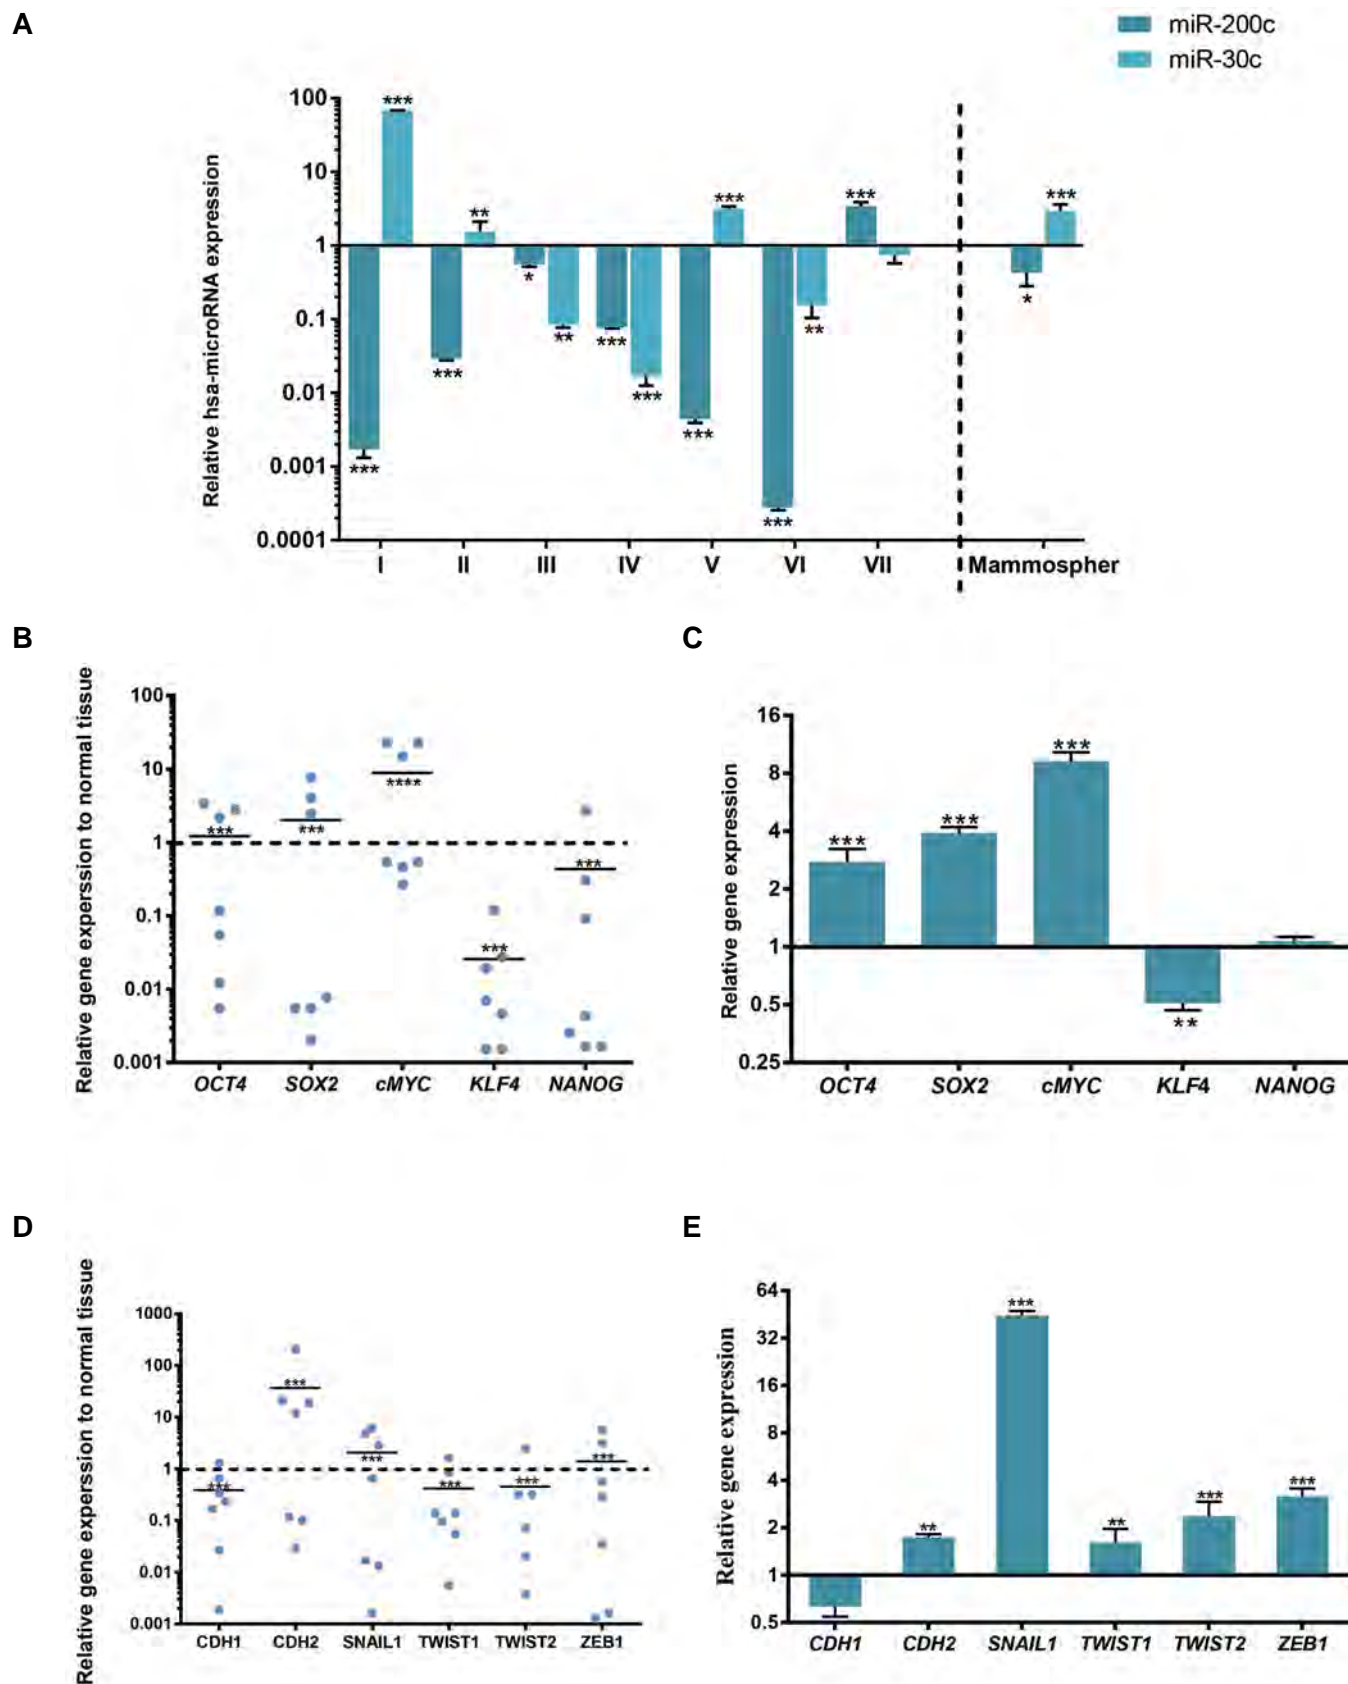 A
miR-200c
miR-30c
Relative hsa-microRNA expression
100
10
1
0.1
0.01
0.001
0.0001
***
***
***
**
*
**
***
***
***
***
***
**
***
*
***
I
II
III
IV
V
VI
VII
Mammospher
B
Relative gene experssion to normal tissue
100
10
1
0.1
0.01
0.001
***
***
****
***
***
OCT4
SOX2
cMYC
KLF4
NANOG
C
Relative gene expression
16
8
4
2
1
0.5
0.25
***
***
***
**
OCT4
SOX2
cMYC
KLF4
NANOG
D
Relative gene experssion to normal tissue
1000
100
10
1
0.1
0.01
0.001
***
***
***
***
***
***
CDH1
CDH2
SNAIL1
TWIST1
TWIST2
ZEB1
E
Relative gene expression
64
32
16
8
4
2
1
0.5
**
***
**
***
***
CDH1
CDH2
SNAIL1
TWIST1
TWIST2
ZEB1